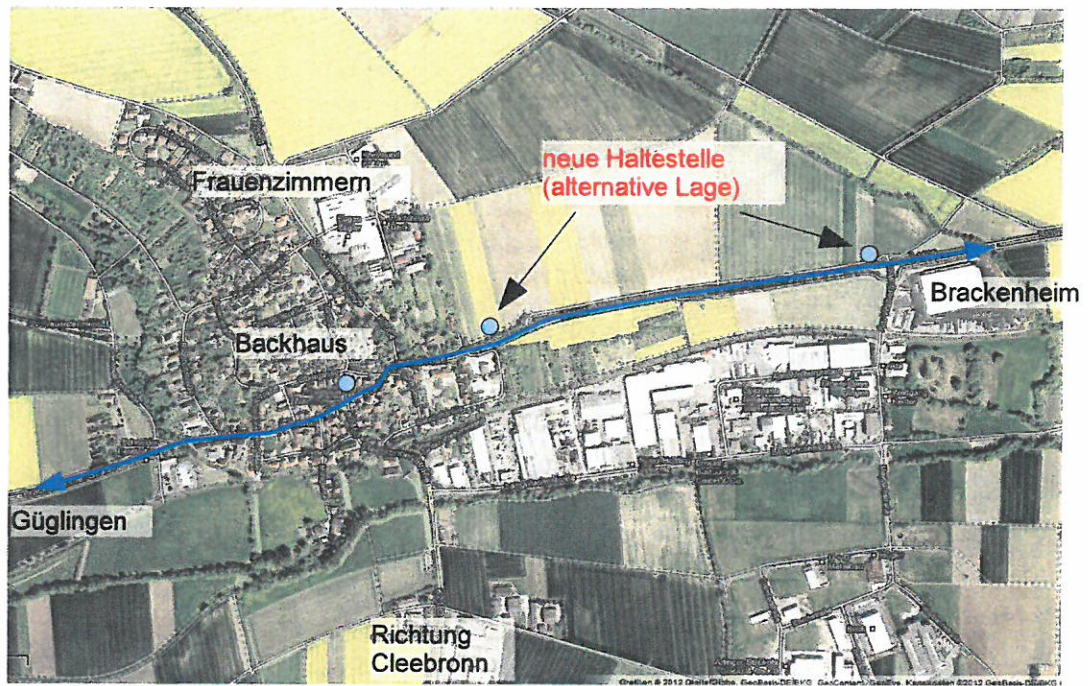 neue Haltestelle
(alternative Lage)
Frauenzimmern
Brackenheim
Backhaus
Güglingen
Richtung
Cleebronn